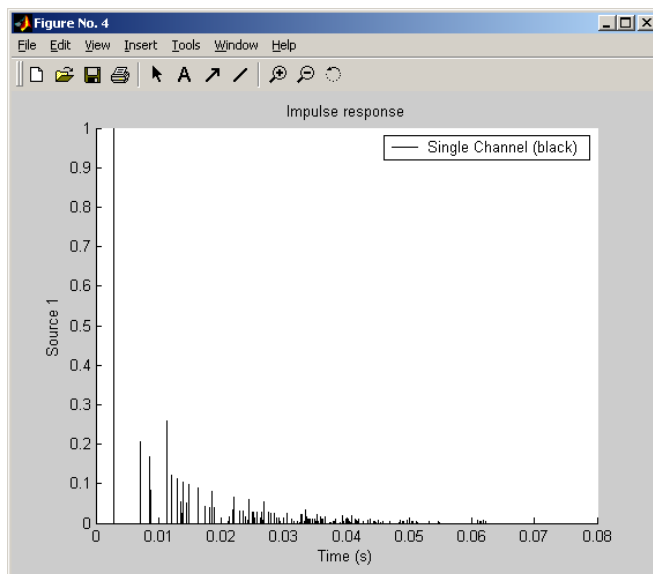 Figure No. 4
File Edit View Insert Tools Window Help
A
Impulse response
Single Channel (black)
1
0.9
0.8
0.7
0.6
0.5
0.4
0.3
0.2
0.1
0
Source 1
0 0.01 0.02 0.03 0.04 0.05 0.06 0.07 0.08
Time (s)